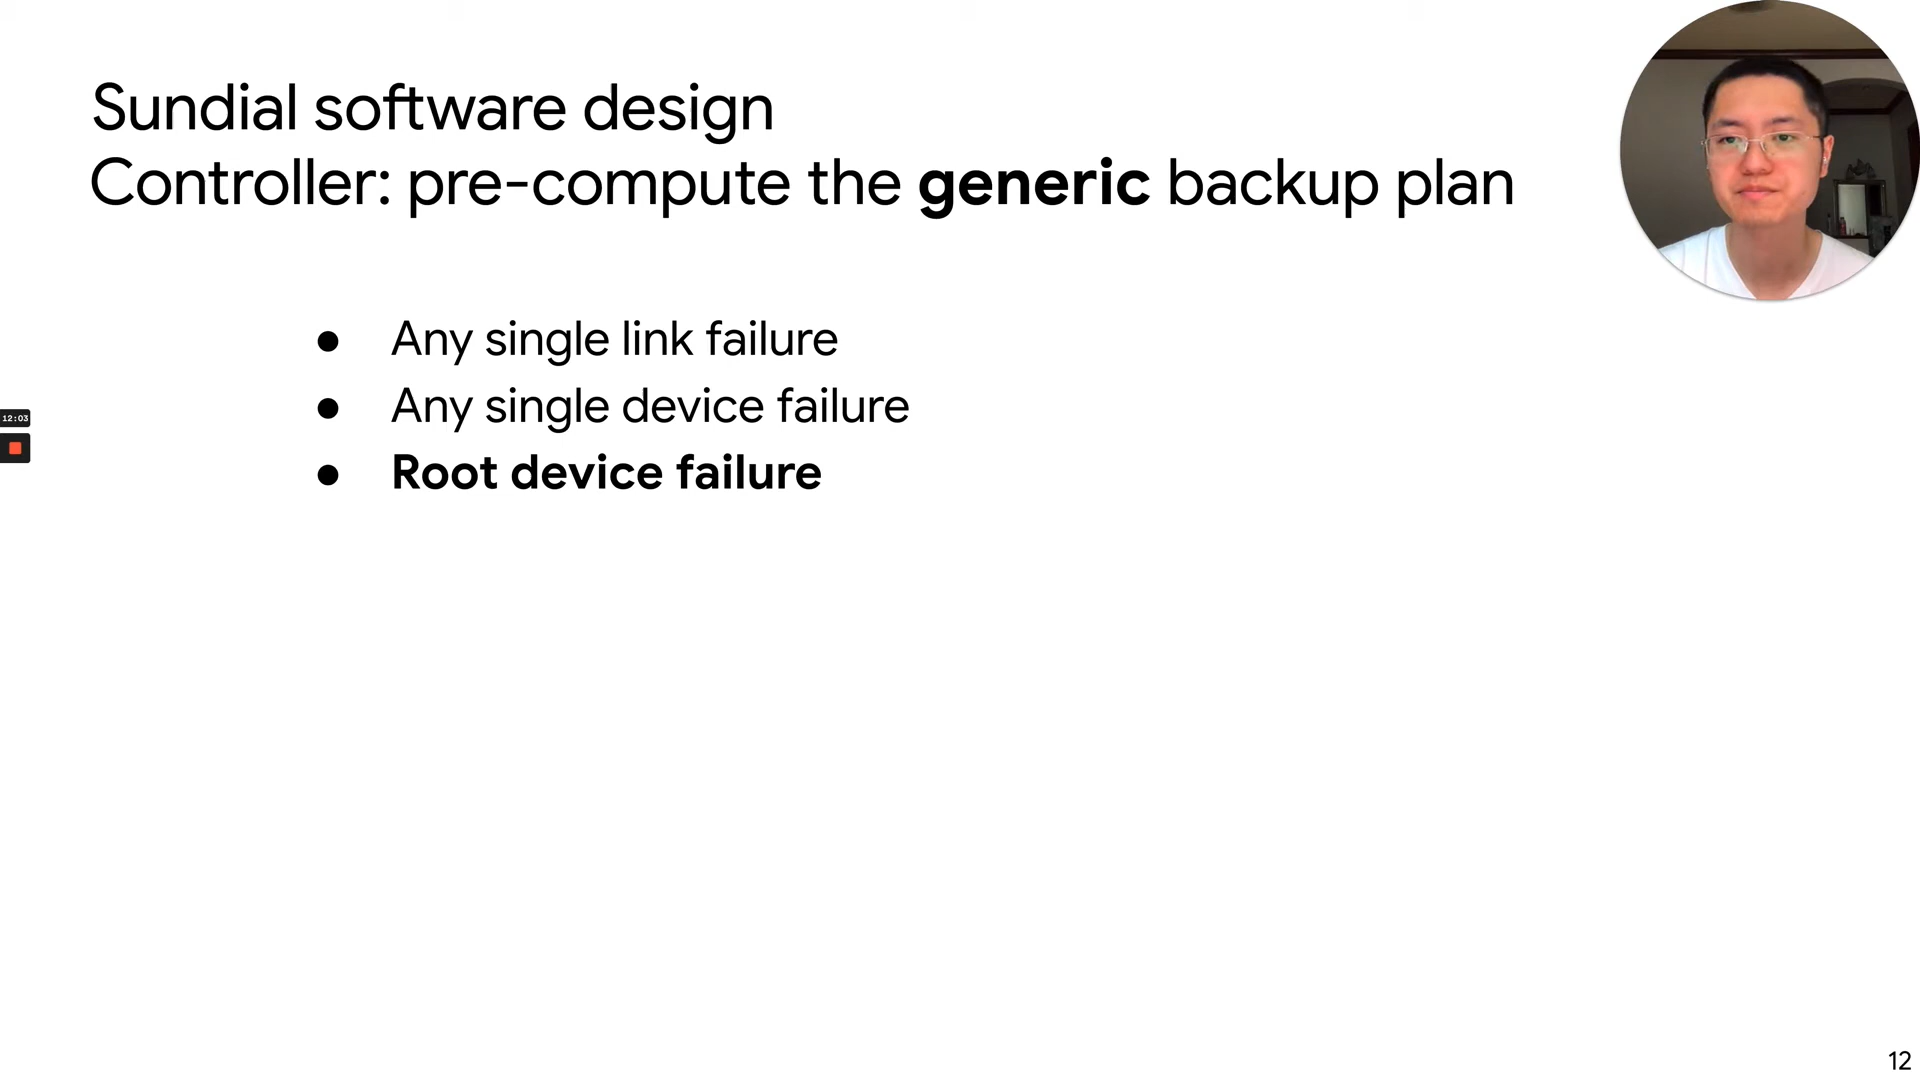 Sundial software design
Controller: pre-compute the generic backup plan
● Any single link failure
● Any single device failure
● Root device failure
12:03
12